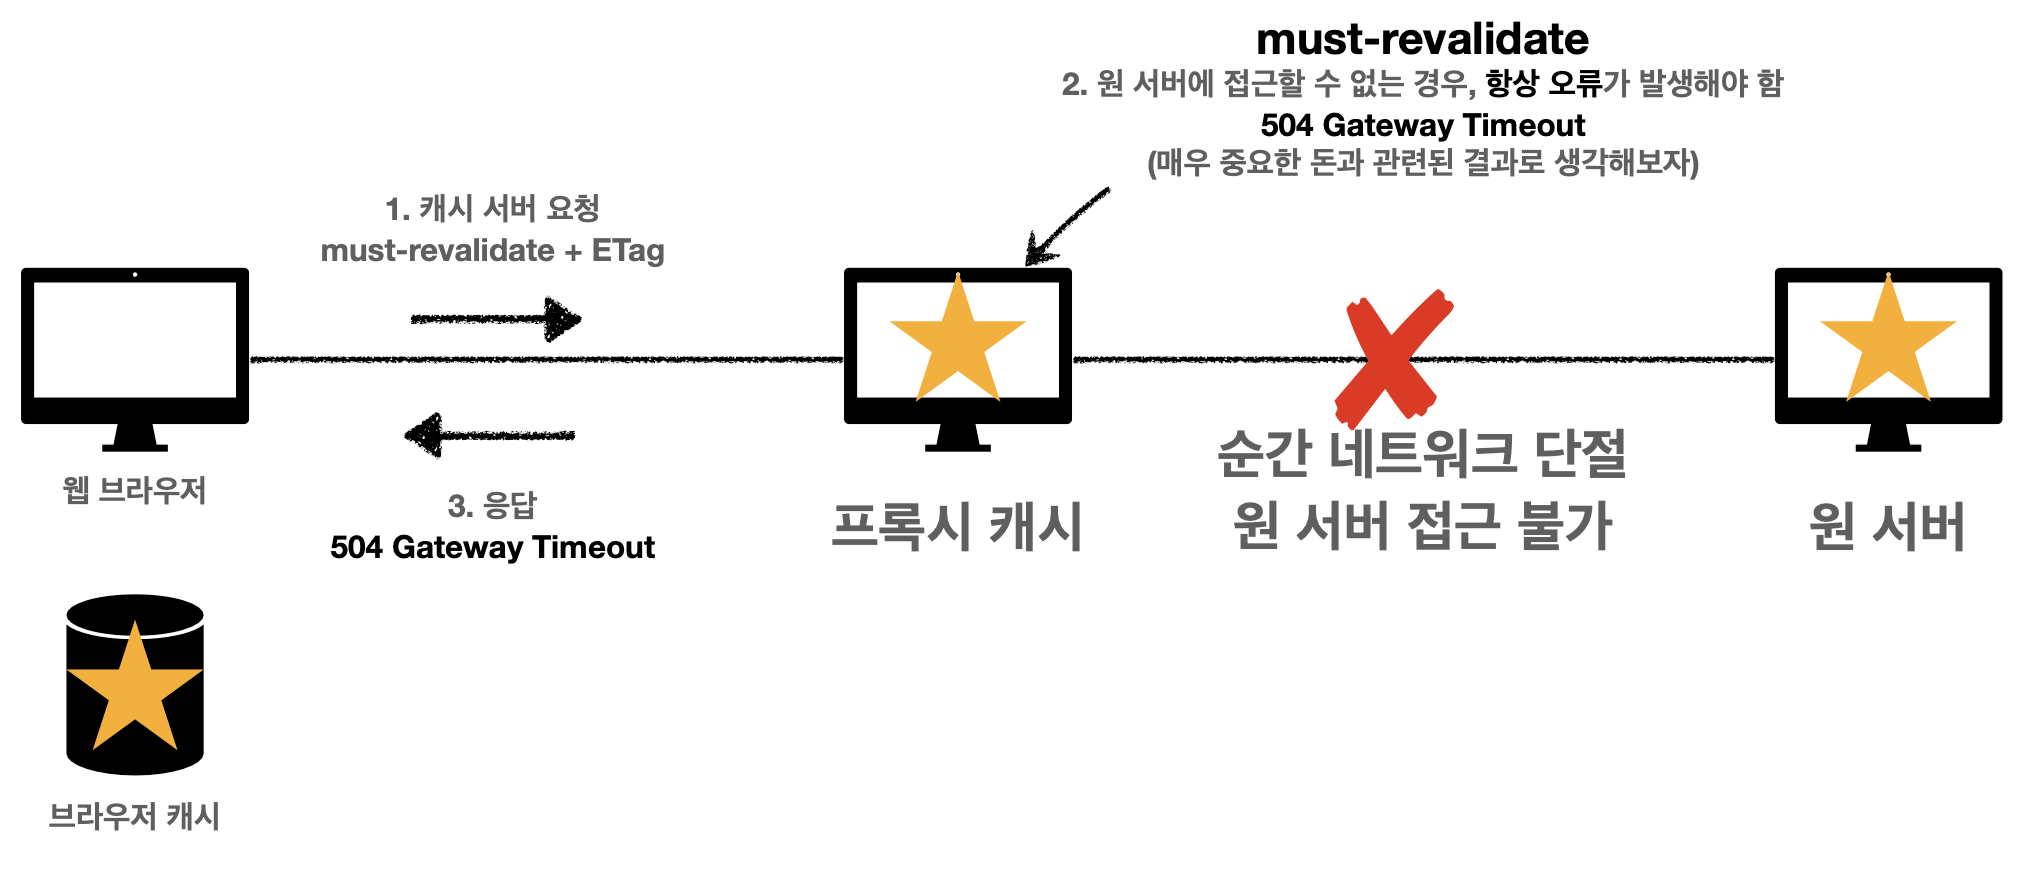 must-revalidate
2. 원 서버에 접근할 수 없는 경우, 항상 오류가 발생해야 함
504 Gateway Timeout
(매우 중요한 돈과 관련된 결과로 생각해보자)
1. 캐시 서버 요청
must-revalidate + ETag
웹 브라우저
3. 응답
504 Gateway Timeout
프록시 캐시
순간 네트워크 단절
원 서버 접근 불가
원 서버
브라우저 캐시